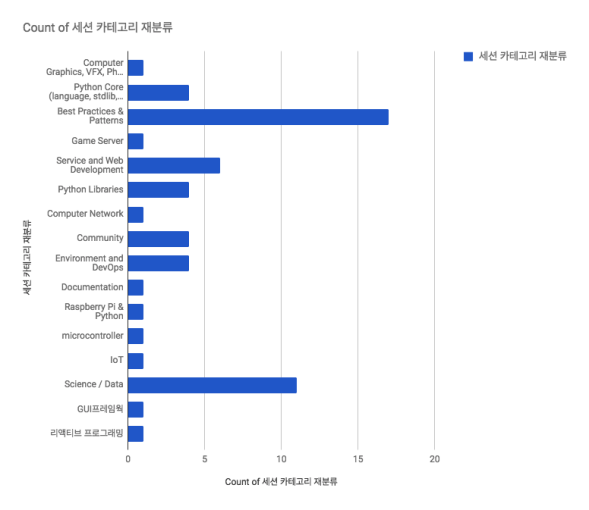 Count of 세션 카테고리 재분류
세션 카테고리 재분류
Computer
Graphics, VFX, Ph...
Python Core
(language, stdlib,...
Best Practices &
Patterns
Game Server
Service and Web
Development
Python Libraries
Computer Network
Community
Environment and
DevOps
Documentation
Raspberry Pi &
Python
microcontroller
IoT
Science / Data
GUI프레임웍
리액티브 프로그래밍
세션 카테고리 재분류
0
5
10
15
20
Count of 세션 카테고리 재분류